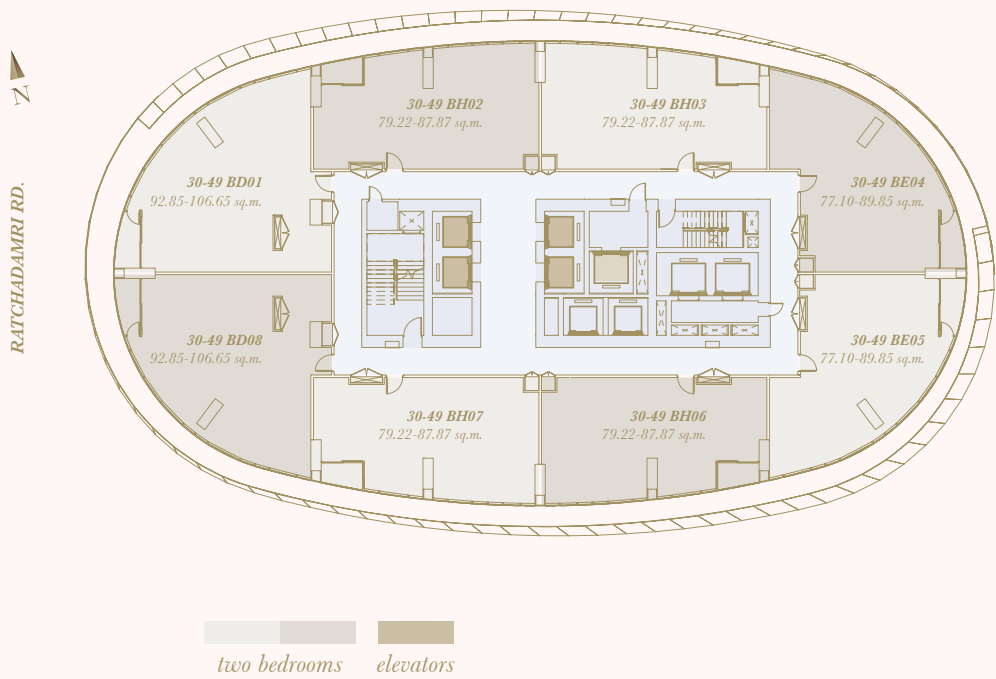 N
RATCHADAMRI RD.
30-49 BH02
79.22-87.87 sq.m.
30-49 BH03
79.22-87.87 sq.m.
30-49 BD01
92.85-106.65 sq.m.
30-49 BE04
77.10-89.85 sq.m.
30-49 BD08
92.85-106.65 sq.m.
30-49 BE05
77.10-89.85 sq.m.
30-49 BH07
79.22-87.87 sq.m.
30-49 BH06
79.22-87.87 sq.m.
two bedrooms
elevators